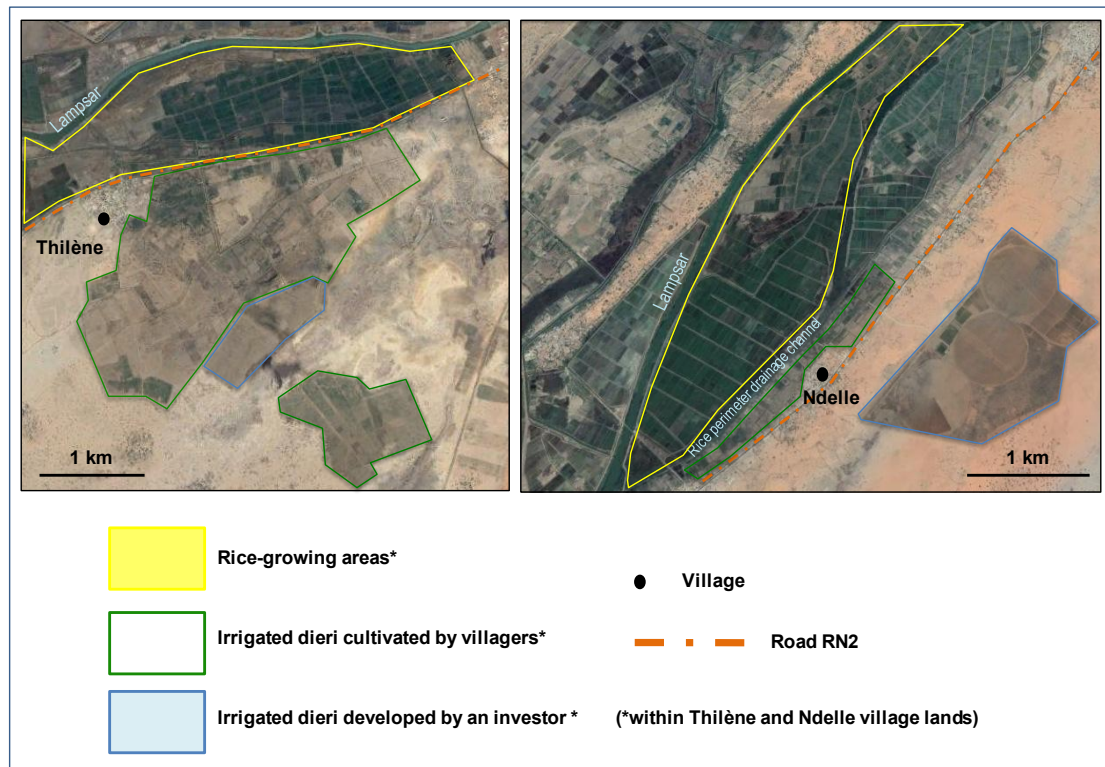 Lampsar
Thilène
1 km
Lampsar
Rice perimeter drainage channel
Ndelle
1 km
Rice-growing areas*
Village
Irrigated dieri cultivated by villagers*
Road RN2
Irrigated dieri developed by an investor *
(*within Thilène and Ndelle village lands)